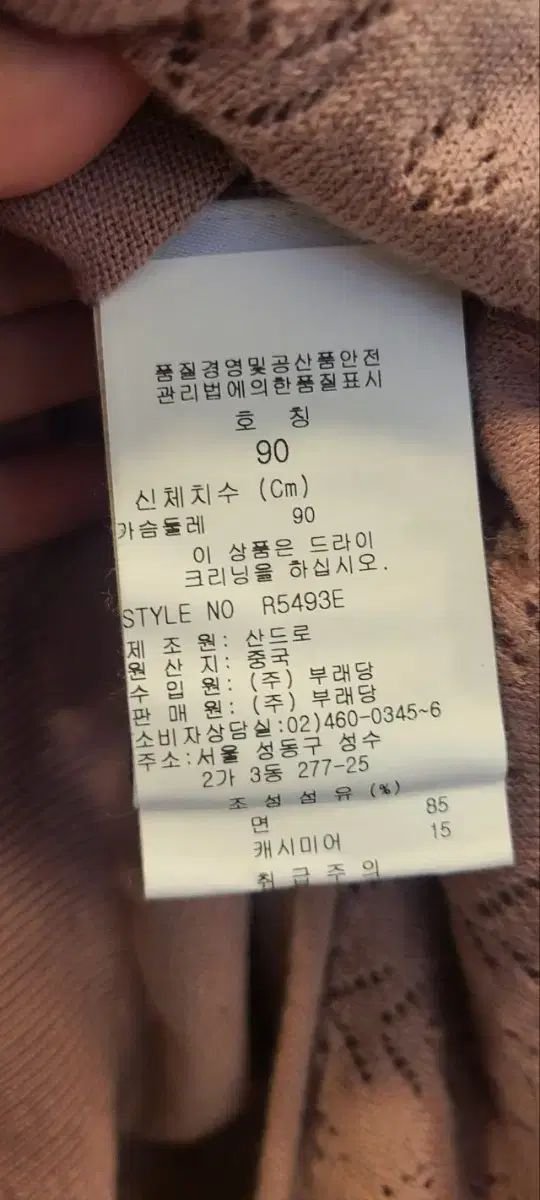 품질경영및공산품안전
관리법에의한품질표시
호 칭
90
신체치수 (Cm)
가슴둘레 90
이 상품은 드라이
크리닝을 하십시오.
STYLE NO R5493E
제 조 원: 산드로
원 산 지: 중국
수 입 원: (주) 부래당
판 매 원: (주) 부래당
소비자상담실:02)460-0345~6
주소:서울 성동구 성수
2가 3동 277-25
조 성 섬 유 (%)
면 85
캐시미어 15
취 급 주 의